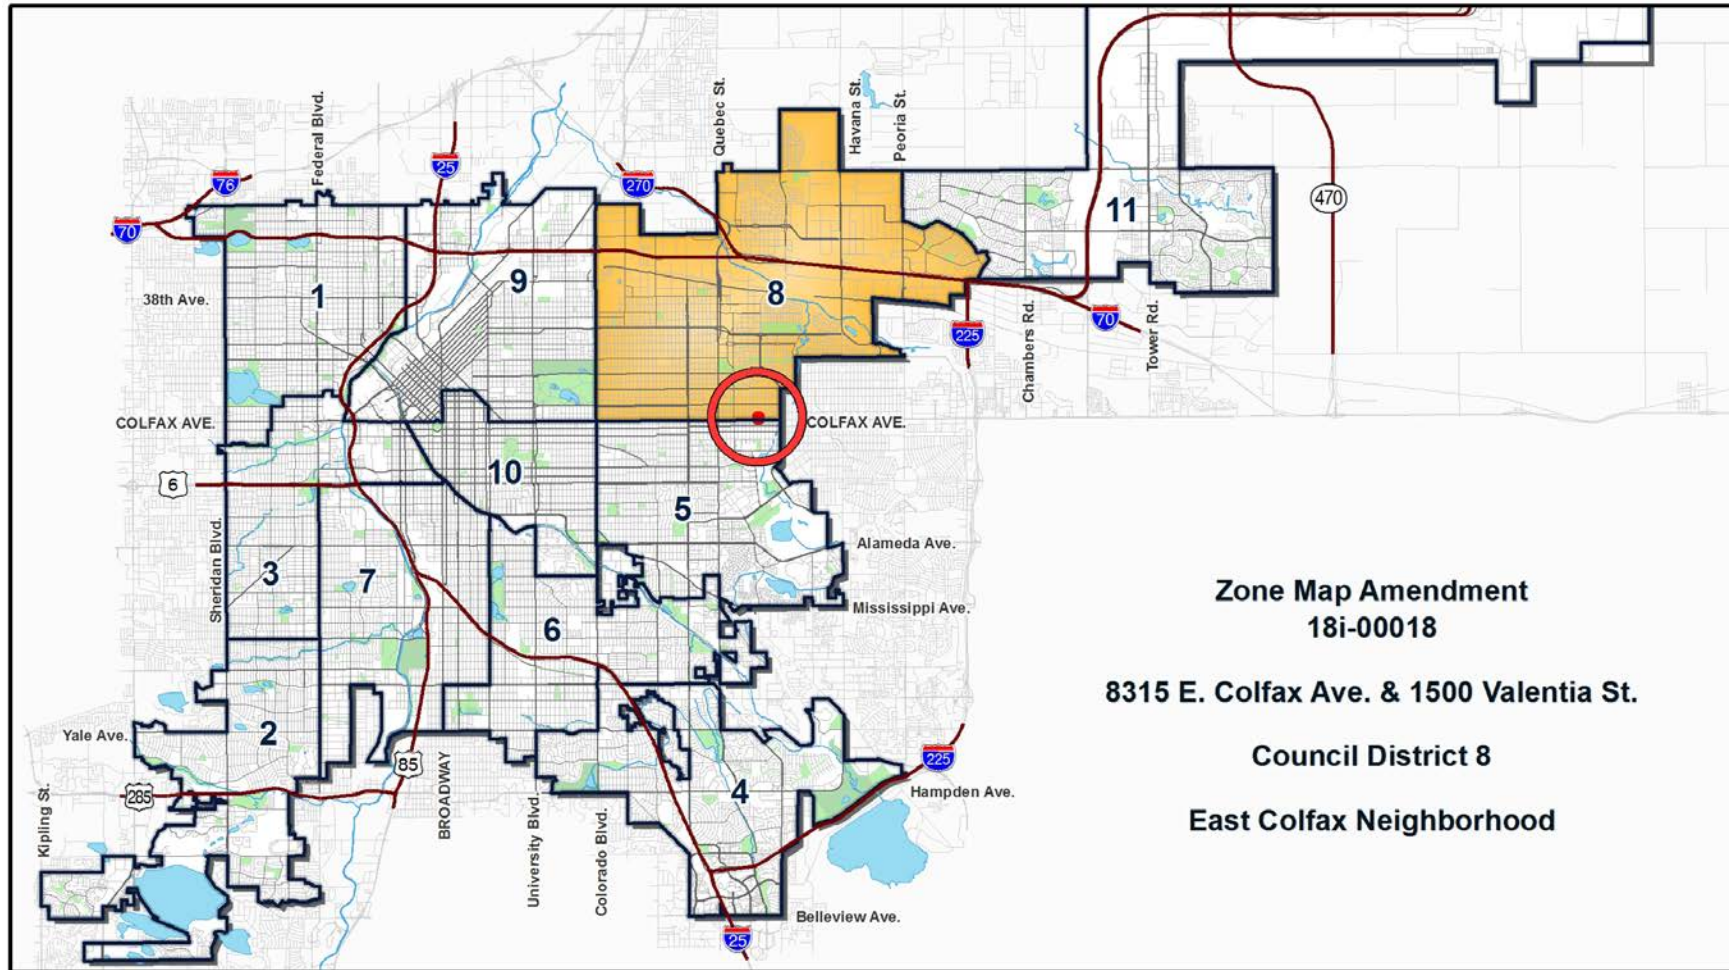 Federal Blvd.
Quebec St.
Havana St.
Peoria St.
25
76
270
470
70
11
38th Ave.
1
9
8
225
70
Chambers Rd.
Tower Rd.
COLFAX AVE.
COLFAX AVE.
6
10
5
Sheridan Blvd.
3
7
6
Alameda Ave.
Mississippi Ave.
Zone Map Amendment
18i-00018
8315 E. Colfax Ave. & 1500 Valentia St.
Council District 8
East Colfax Neighborhood
Yale Ave.
2
85
285
Kipling St.
BROADWAY
University Blvd.
Colorado Blvd.
4
225
Hampden Ave.
Belleview Ave.
25